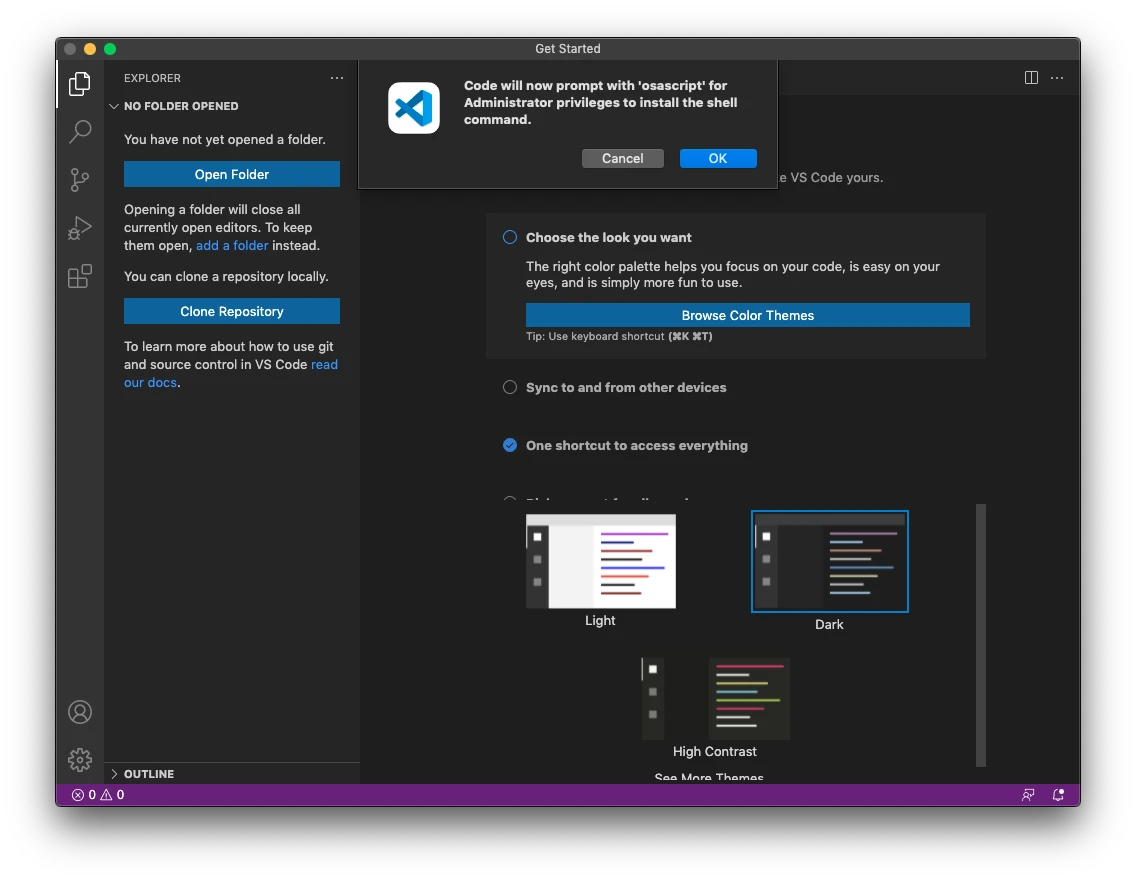 Get Started
EXPLORER
NO FOLDER OPENED
You have not yet opened a folder.
Open Folder
Opening a folder will close all
currently open editors. To keep
them open, add a folder instead.
You can clone a repository locally.
Clone Repository
To learn more about how to use git
and source control in VS Code read
our docs.
OUTLINE
Code will now prompt with 'osascript' for
Administrator privileges to install the shell
command.
Cancel
OK
VS Code yours.
Choose the look you want
The right color palette helps you focus on your code, is easy on your
eyes, and is simply more fun to use.
Browse Color Themes
Tip: Use keyboard shortcut (⌘K ⌘T)
Sync to and from other devices
One shortcut to access everything
Light
Dark
High Contrast
See More Themes
0 0